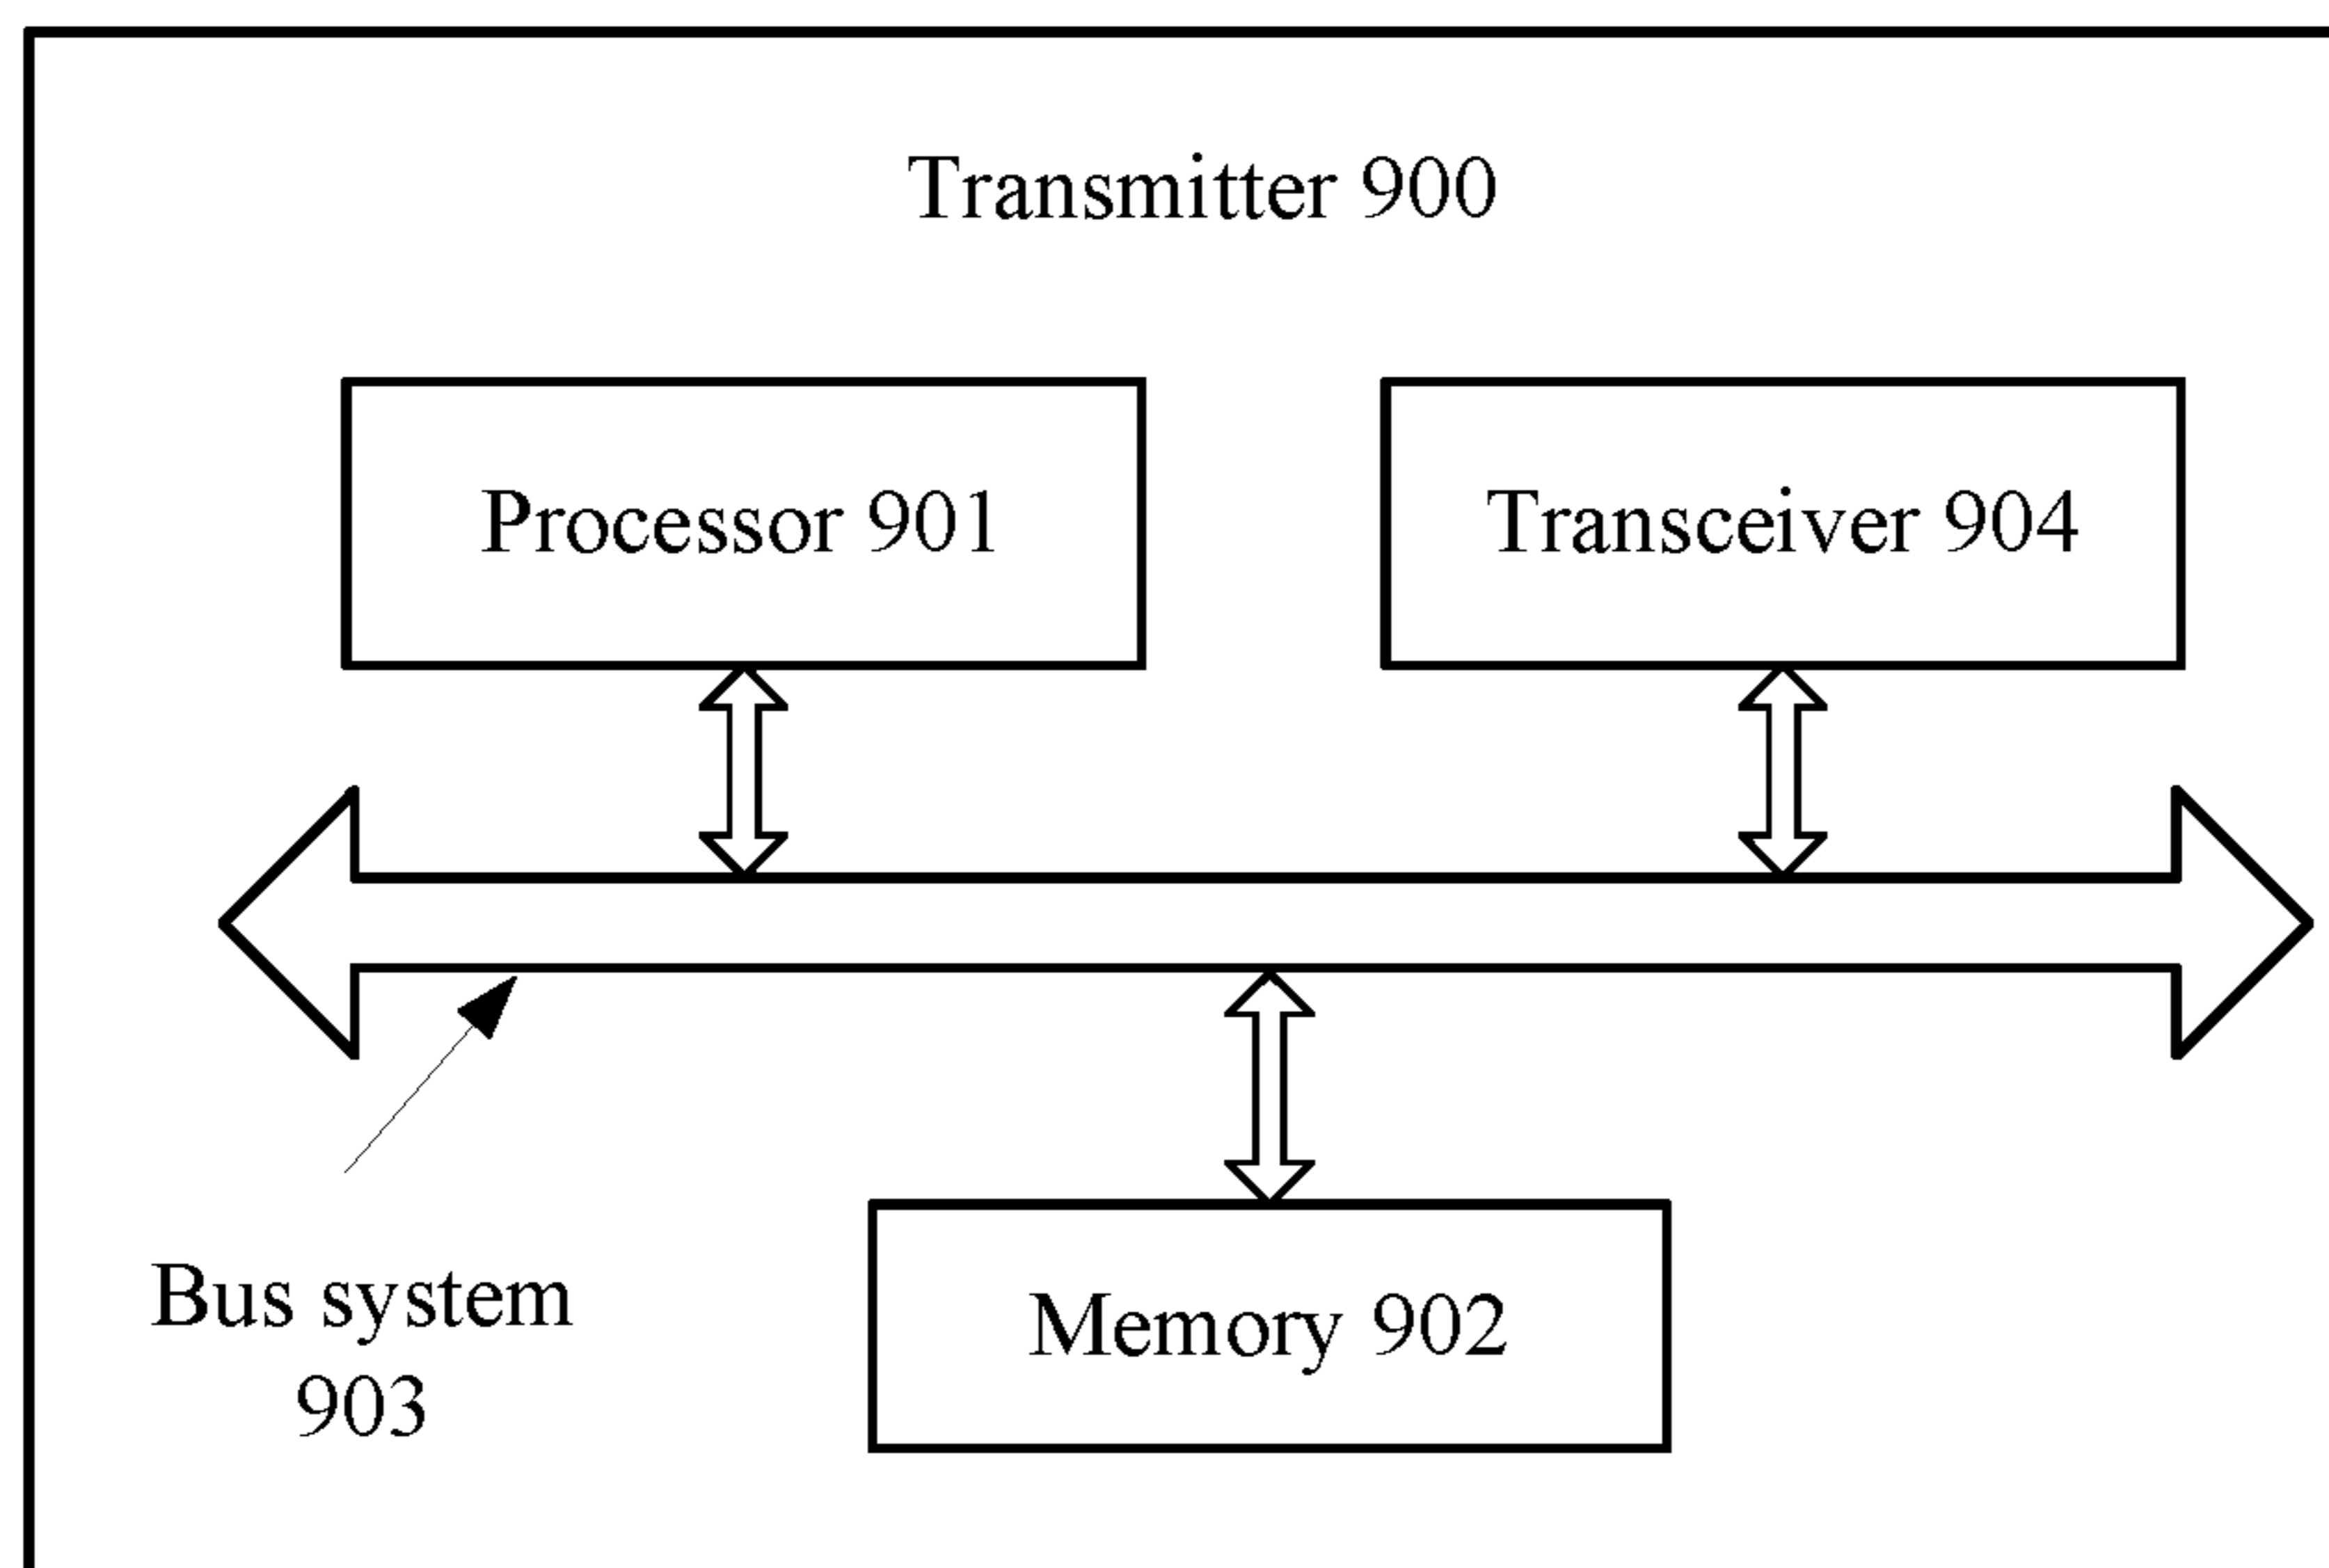 Transmitter 900
Processor 901
Transceiver 904
Bus system
903
Memory 902